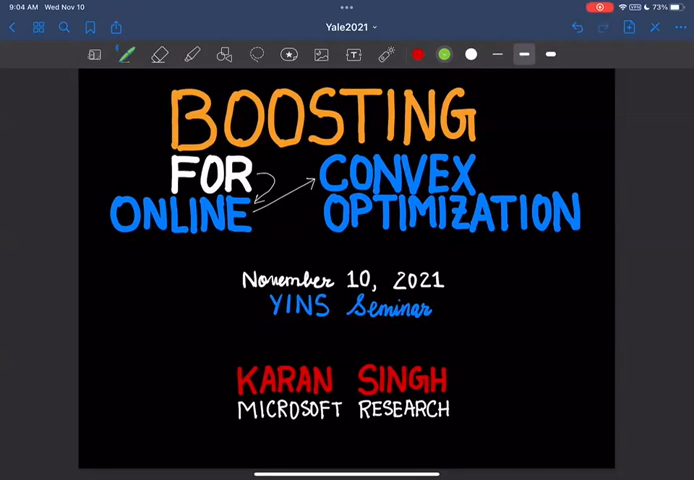 9:04 AM Wed Nov 10
73%
Yale2021
BOOSTING
FOR CONVEX
ONLINE OPTIMIZATION
November 10, 2021
YINS Seminar
KARAN SINGH
MICROSOFT RESEARCH